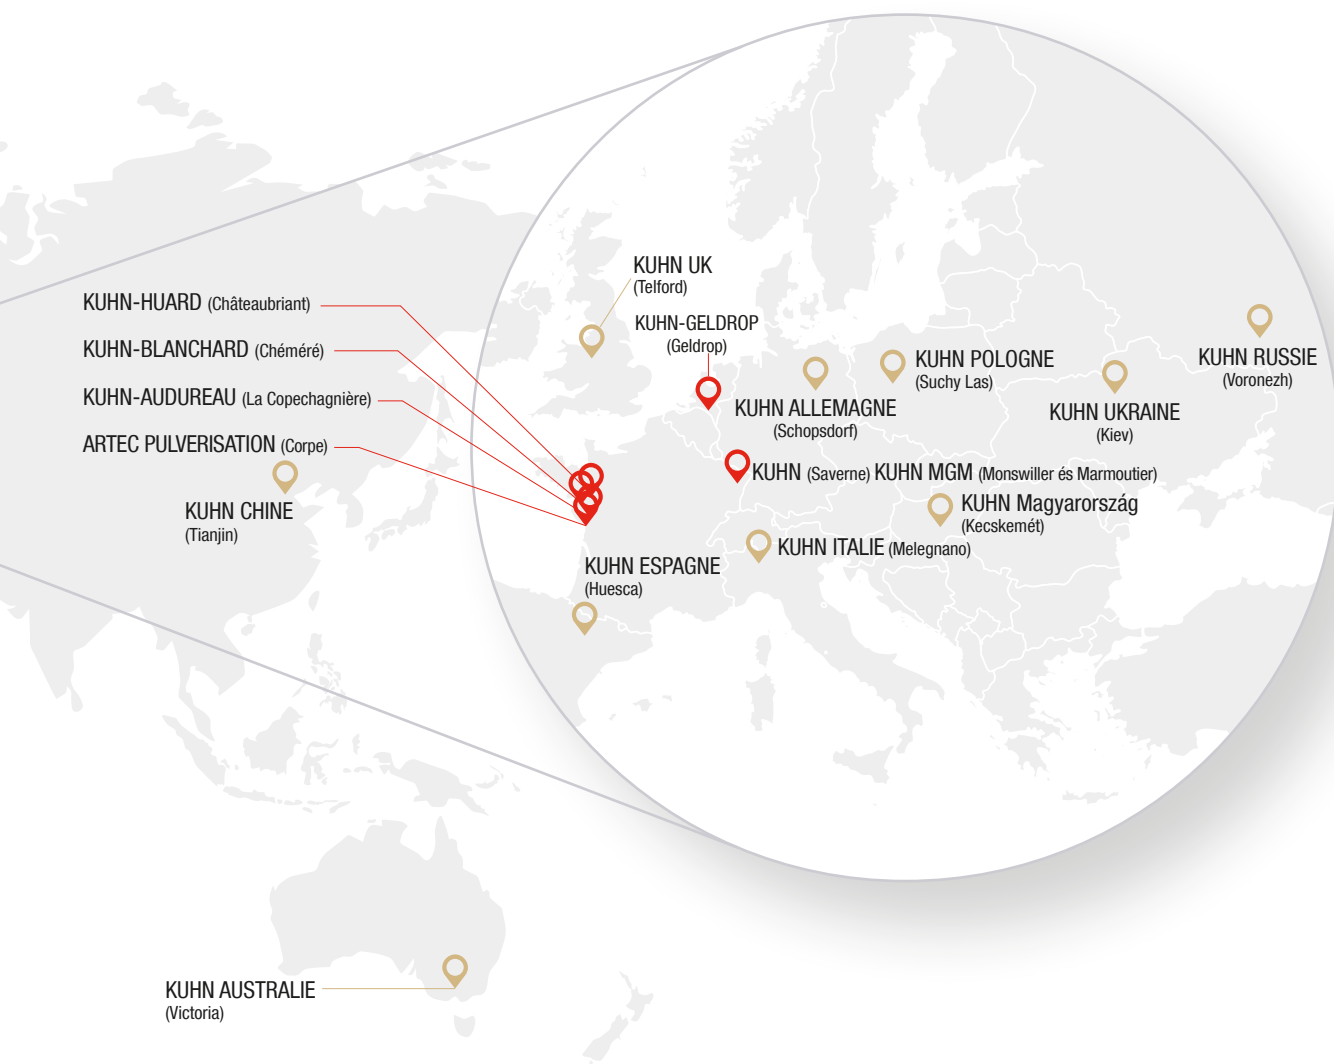 KUHN UK
(Telford)
KUHN-HUARD (Châteaubriant)
KUHN-GELDROP
(Geldrop)
KUHN-BLANCHARD (Chéméré)
KUHN POLOGNE
(Suchy Las)
KUHN RUSSIE
(Voronezh)
KUHN-AUDUREAU (La Copechagnière)
KUHN ALLEMAGNE
(Schopsdorf)
KUHN UKRAINE
(Kiev)
ARTEC PULVERISATION (Corpe)
KUHN (Saverne) KUHN MGM (Monswiller és Marmoutier)
KUHN CHINE
(Tianjin)
KUHN Magyarország
(Kecskemét)
KUHN ITALIE (Melegnano)
KUHN ESPAGNE
(Huesca)
KUHN AUSTRALIE
(Victoria)